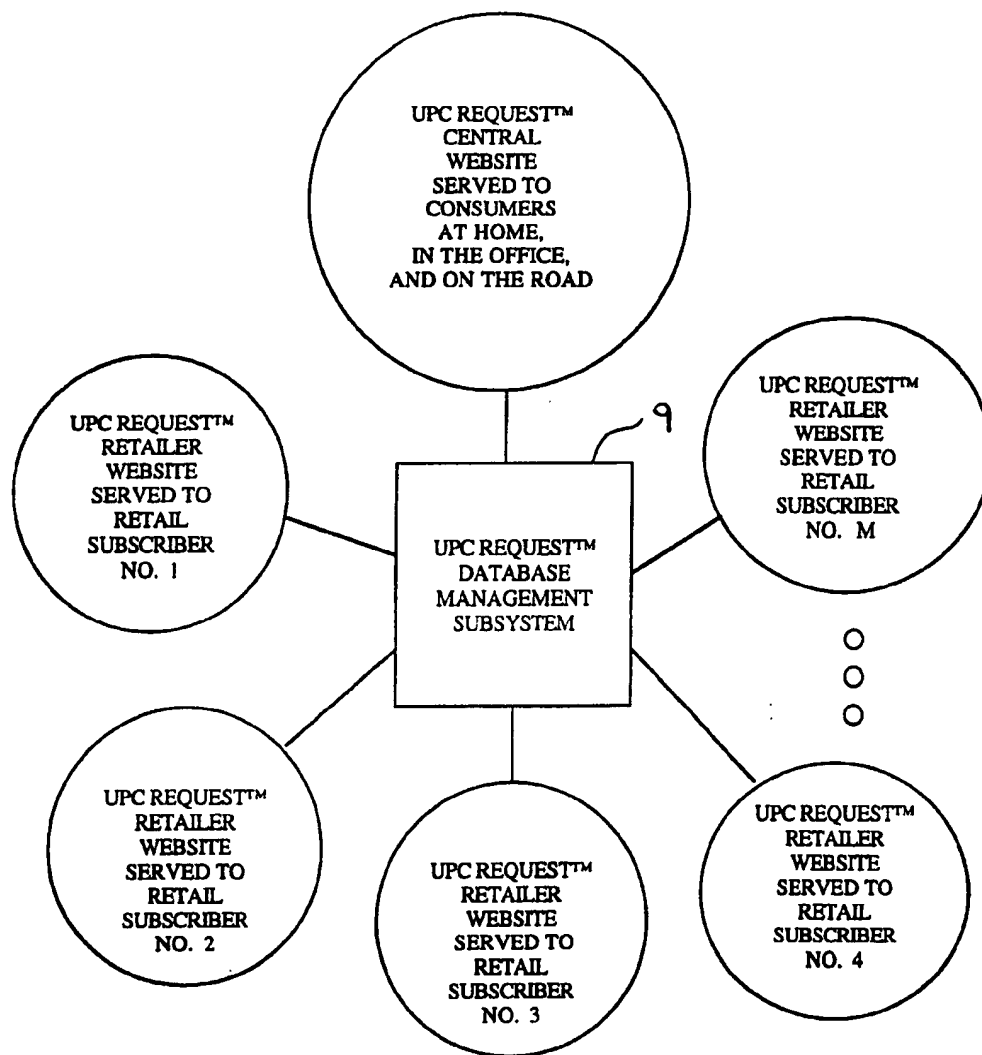 UPC REQUEST™
CENTRAL
WEBSITE
SERVED TO
CONSUMERS
AT HOME,
IN THE OFFICE,
AND ON THE ROAD
UPC REQUEST™
RETAILER
WEBSITE
SERVED TO
RETAIL
SUBSCRIBER
NO. 1
9
UPC REQUEST™
RETAILER
WEBSITE
SERVED TO
RETAIL
SUBSCRIBER
NO. M
UPC REQUEST™
DATABASE
MANAGEMENT
SUBSYSTEM
UPC REQUEST™
RETAILER
WEBSITE
SERVED TO
RETAIL
SUBSCRIBER
NO. 2
UPC REQUEST™
RETAILER
WEBSITE
SERVED TO
RETAIL
SUBSCRIBER
NO. 3
UPC REQUEST™
RETAILER
WEBSITE
SERVED TO
RETAIL
SUBSCRIBER
NO. 4